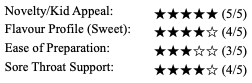 Novelty/Kid Appeal: ★★★★★ (5/5)
Flavour Profile (Sweet): ★★★★☆ (4/5)
Ease of Preparation: ★★★☆☆ (3/5)
Sore Throat Support: ★★★★☆ (4/5)